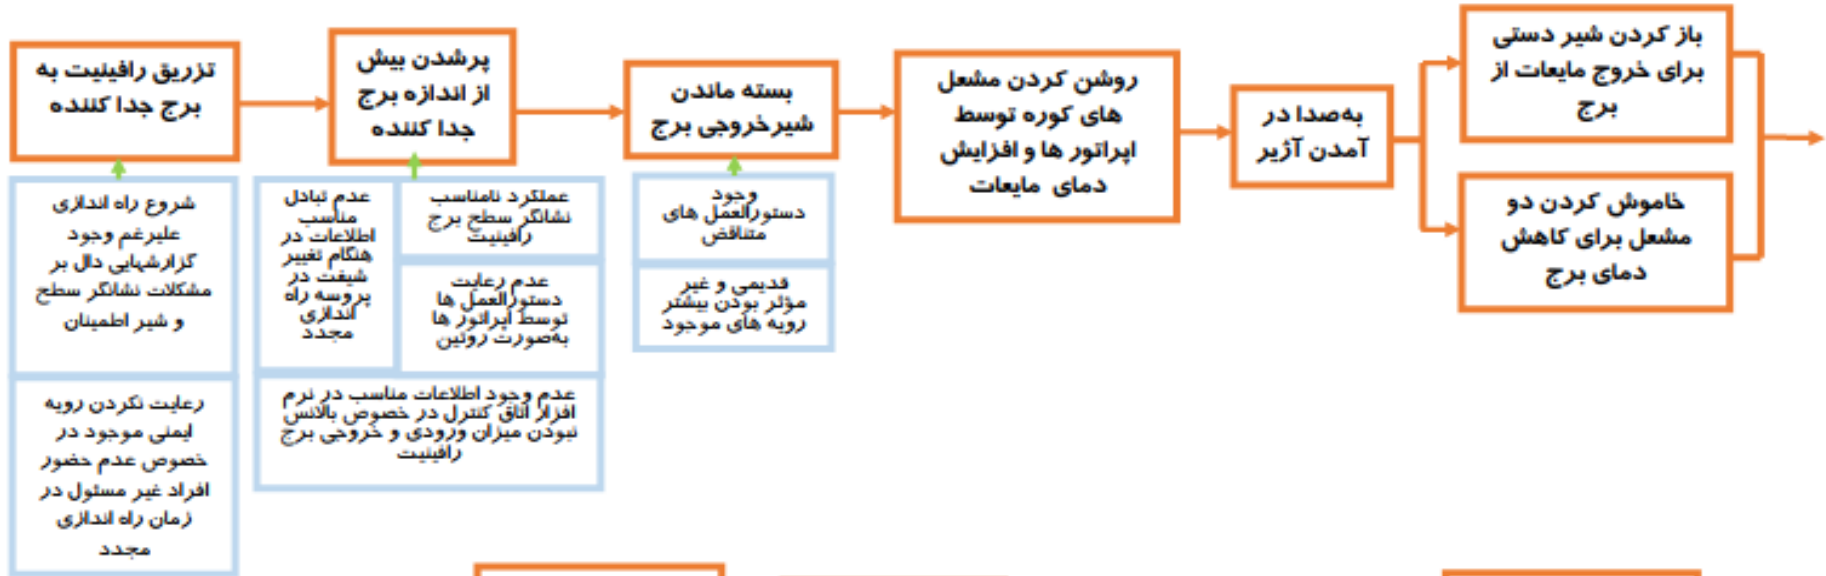 تزریق رافینیت به
برج جدا کننده
پرشدن بیش
از اندازه برج
جدا کننده
بسته ماندن
شیرخروجی برج
روشن کردن مشعل
های کوره توسط
اپراتور ها و افزایش
دمای مایعات
به‌صدا در
آمدن آژیر
باز کردن شیر دستی
برای خروج مایعات از
برج
خاموش کردن دو
مشعل برای کاهش
دمای برج
شروع راه اندازی
علیرغم وجود
گزارشهایی دال بر
مشکلات نشانگر سطح
و شیر اطمینان
رعایت نکردن رویه
ایمنی موجود در
خصوص عدم حضور
افراد غیر مسئول در
زمان راه اندازی
مجدد
عدم تبادل
مناسب
اطلاعات در
هنگام تغییر
شیفت در
پروسه راه
اندازی
مجدد
عملکرد نامناسب
نشانگر سطح برج
رافینیت
عدم رعایت
دستورالعمل ها
توسط اپراتور ها
به‌صورت روتین
عدم وجود اطلاعات مناسب در نرم
افزار اتاق کنترل در خصوص بالانس
نبودن میزان ورودی و خروجی برج
رافینیت
وجود
دستورالعمل های
متناقض
قدیمی و غیر
مؤثر بودن بیشتر
رویه های موجود